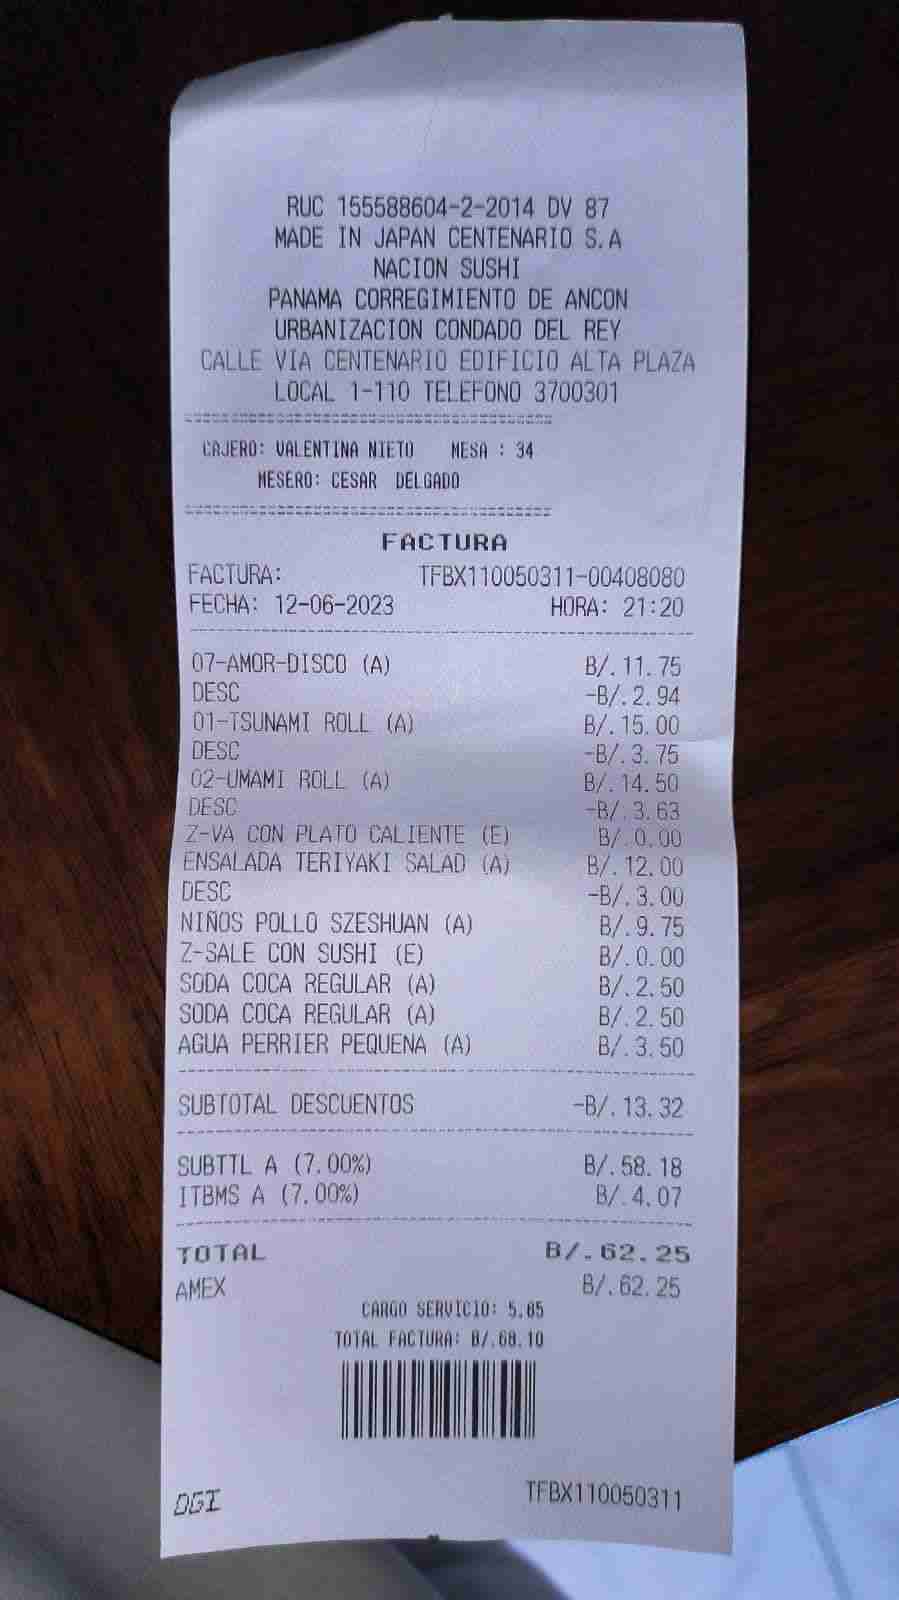 RUC 155588604-2-2014 DV 87
MADE IN JAPAN CENTENARIO S.A
NACION SUSHI
PANAMA CORREGIMIENTO DE ANCON
URBANIZACION CONDADO DEL REY
CALLE VIA CENTENARIO EDIFICIO ALTA PLAZA
LOCAL 1-110 TELEFONO 3700301
CAJERO: VALENTINA NIETO MESA : 34
MESERO: CESAR DELGADO
FACTURA
FACTURA: TFBX110050311-00408080
FECHA: 12-06-2023 HORA: 21:20
07-AMOR-DISCO (A) B/.11.75
DESC -B/.2.94
01-TSUNAMI ROLL (A) B/.15.00
DESC -B/.3.75
02-UMAMI ROLL (A) B/.14.50
DESC -B/.3.63
Z-VA CON PLATO CALIENTE (E) B/.0.00
ENSALADA TERIYAKI SALAD (A) B/.12.00
DESC -B/.3.00
NIÑOS POLLO SZESHUAN (A) B/.9.75
Z-SALE CON SUSHI (E) B/.0.00
SODA COCA REGULAR (A) B/.2.50
SODA COCA REGULAR (A) B/.2.50
AGUA PERRIER PEQUENA (A) B/.3.50
SUBTOTAL DESCUENTOS -B/.13.32
SUBTTL A (7.00%) B/.58.18
ITBMS A (7.00%) B/.4.07
TOTAL B/.62.25
AMEX B/.62.25
CARGO SERVICIO: 5.85
TOTAL FACTURA: B/.68.10
DGI TFBX110050311